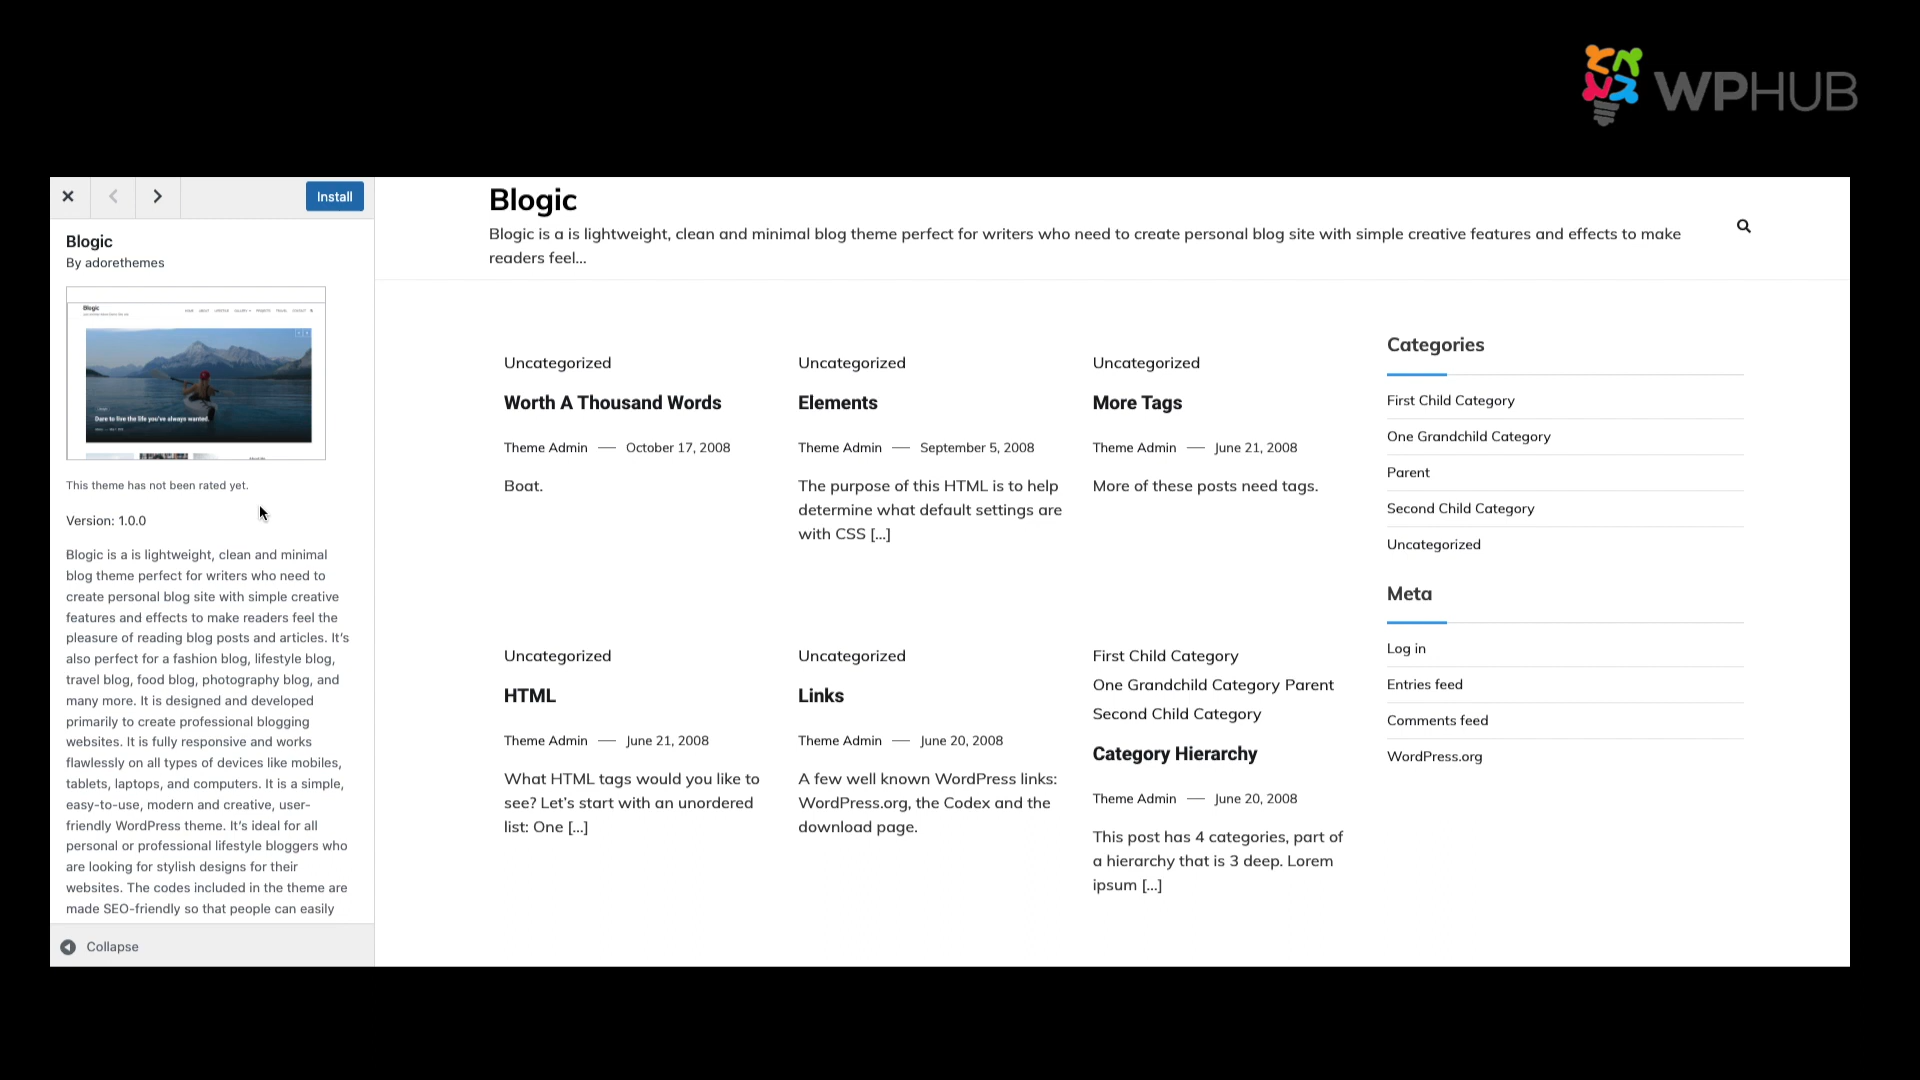 WPHUB
Install
Blogic
By adorethemes
Blogic
Dare to live the life you've always wanted.
This theme has not been rated yet.
Version: 1.0.0
Blogic is a is lightweight, clean and minimal
blog theme perfect for writers who need to
create personal blog site with simple creative
features and effects to make readers feel the
pleasure of reading blog posts and articles. It's
also perfect for a fashion blog, lifestyle blog,
travel blog, food blog, photography blog, and
many more. It is designed and developed
primarily to create professional blogging
websites. It is fully responsive and works
flawlessly on all types of devices like mobiles,
tablets, laptops, and computers. It is a simple,
easy-to-use, modern and creative, user-
friendly WordPress theme. It's ideal for all
personal or professional lifestyle bloggers who
are looking for stylish designs for their
websites. The codes included in the theme are
made SEO-friendly so that people can easily
Collapse
Blogic
Blogic is a is lightweight, clean and minimal blog theme perfect for writers who need to create personal blog site with simple creative features and effects to make
readers feel...
Uncategorized
Worth A Thousand Words
Theme Admin — October 17, 2008
Boat.
Uncategorized
Elements
Theme Admin — September 5, 2008
The purpose of this HTML is to help
determine what default settings are
with CSS [...]
Uncategorized
More Tags
Theme Admin — June 21, 2008
More of these posts need tags.
Uncategorized
HTML
Theme Admin — June 21, 2008
What HTML tags would you like to
see? Let's start with an unordered
list: One [...]
Uncategorized
Links
Theme Admin — June 20, 2008
A few well known WordPress links:
WordPress.org, the Codex and the
download page.
First Child Category
One Grandchild Category Parent
Second Child Category
Category Hierarchy
Theme Admin — June 20, 2008
This post has 4 categories, part of
a hierarchy that is 3 deep. Lorem
ipsum [...]
Categories
First Child Category
One Grandchild Category
Parent
Second Child Category
Uncategorized
Meta
Log in
Entries feed
Comments feed
WordPress.org